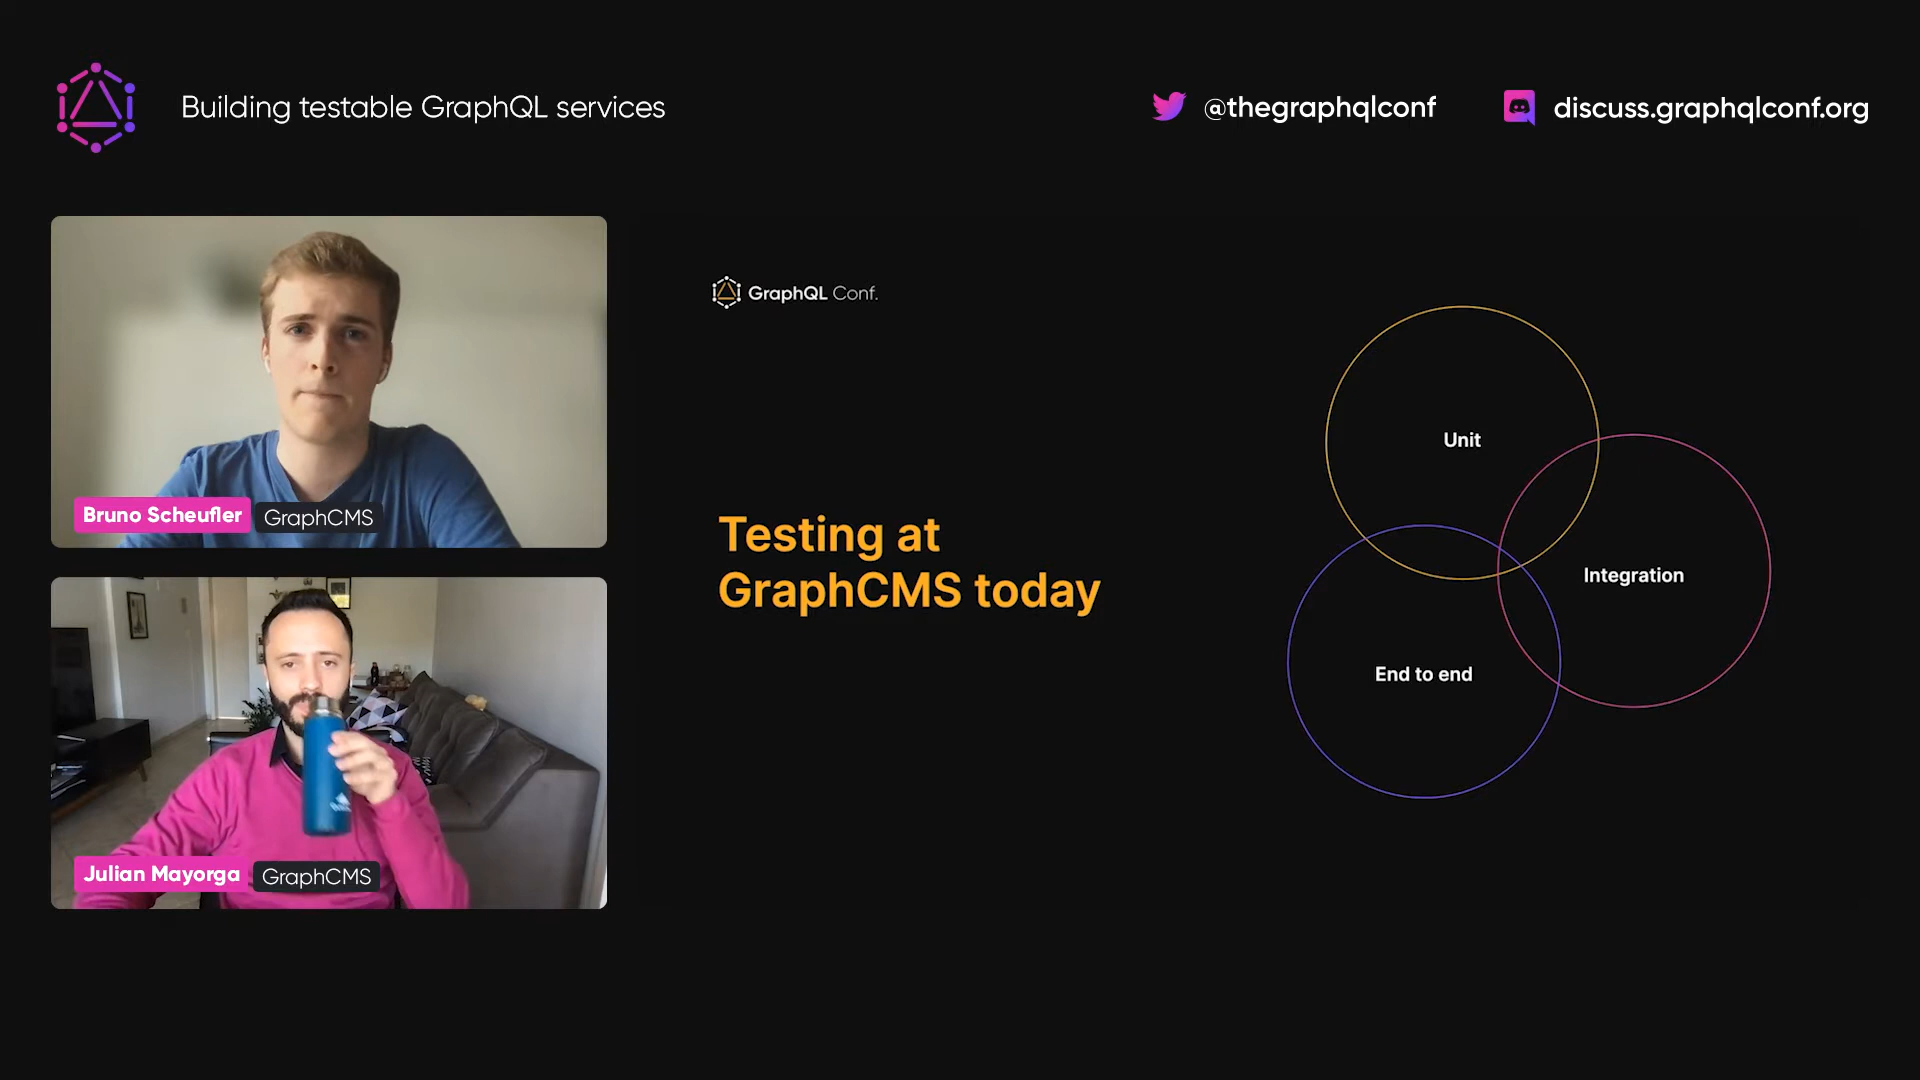 Building testable GraphQL services
@thegraphqlconf
discuss.graphqlconf.org
Bruno Scheufler
GraphCMS
Julian Mayorga
GraphCMS
GraphQL Conf.
Testing at
GraphCMS today
Unit
Integration
End to end